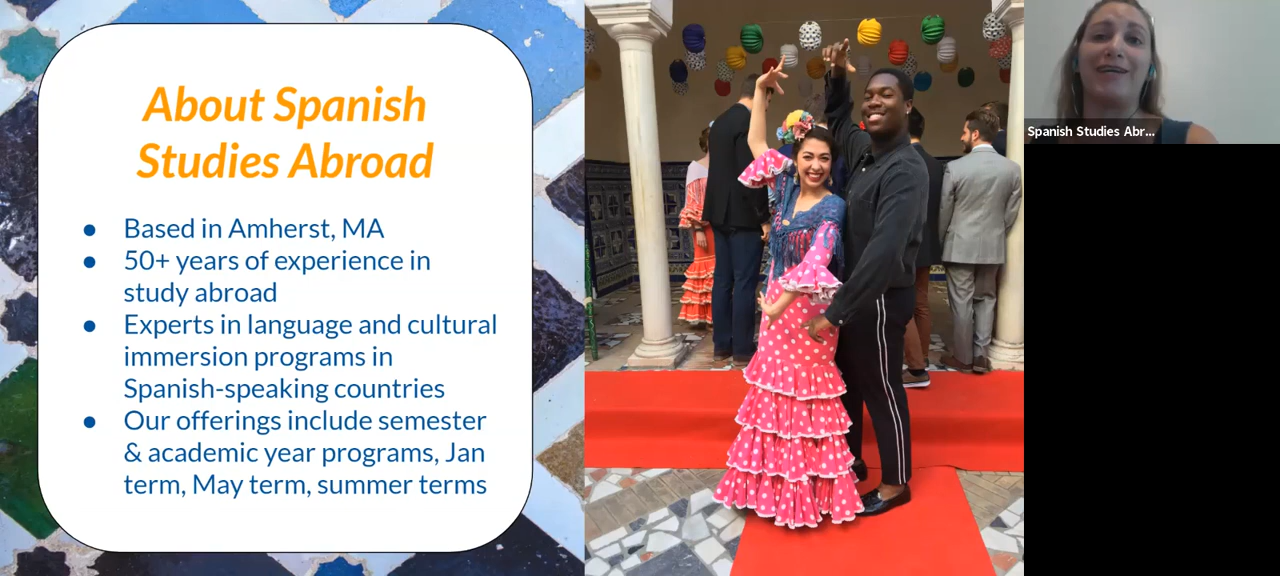 About Spanish
Studies Abroad
● Based in Amherst, MA
● 50+ years of experience in
study abroad
● Experts in language and cultural
immersion programs in
Spanish-speaking countries
● Our offerings include semester
& academic year programs, Jan
term, May term, summer terms
Spanish Studies Abr...